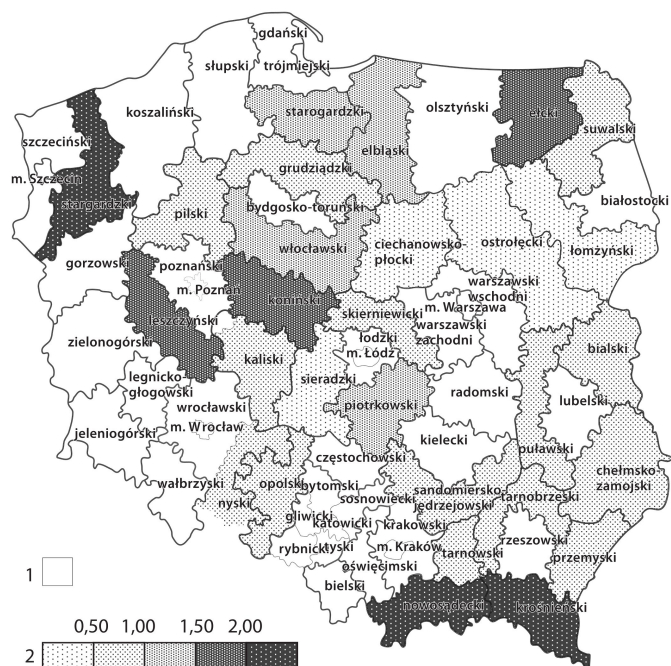 gdański
słupski
trójmiejski
koszaliński
starogardzki
olsztyński
ełcki
suwalski
szczeciński
elbląski
m. Szczecin
grudziądzki
stargardzki
pilski
bydgosko-toruński
białostocki
włocławski
ciechanowsko-
płocki
ostrołęcki
łomżyński
gorzowski
poznański
m. Poznań
warszawski
wschodni
koniński
skierniewicki
m. Warszawa
leszczyński
warszawski
zachodni
zielonogórski
łódzki
m. Łódź
bialski
kaliski
legnicko-
głogowski
sieradzki
radomski
lubelski
wrocławski
piotrkowski
m. Wrocław
jeleniogórski
kielecki
puławski
częstochowski
chełmsko-
zamojski
wałbrzyski
opolski
bytomski
nyski
sosnowiecki
sandomiersko-
jędrzejowski
tarnobrzeski
gliwicki
katowicki
krakowski
rybnicki
tyski
m. Kraków
tarnowski
rzeszowski
przemyski
oświęcimski
bielski
nowosądecki
krośnieński
1
0,50 1,00 1,50 2,00
2